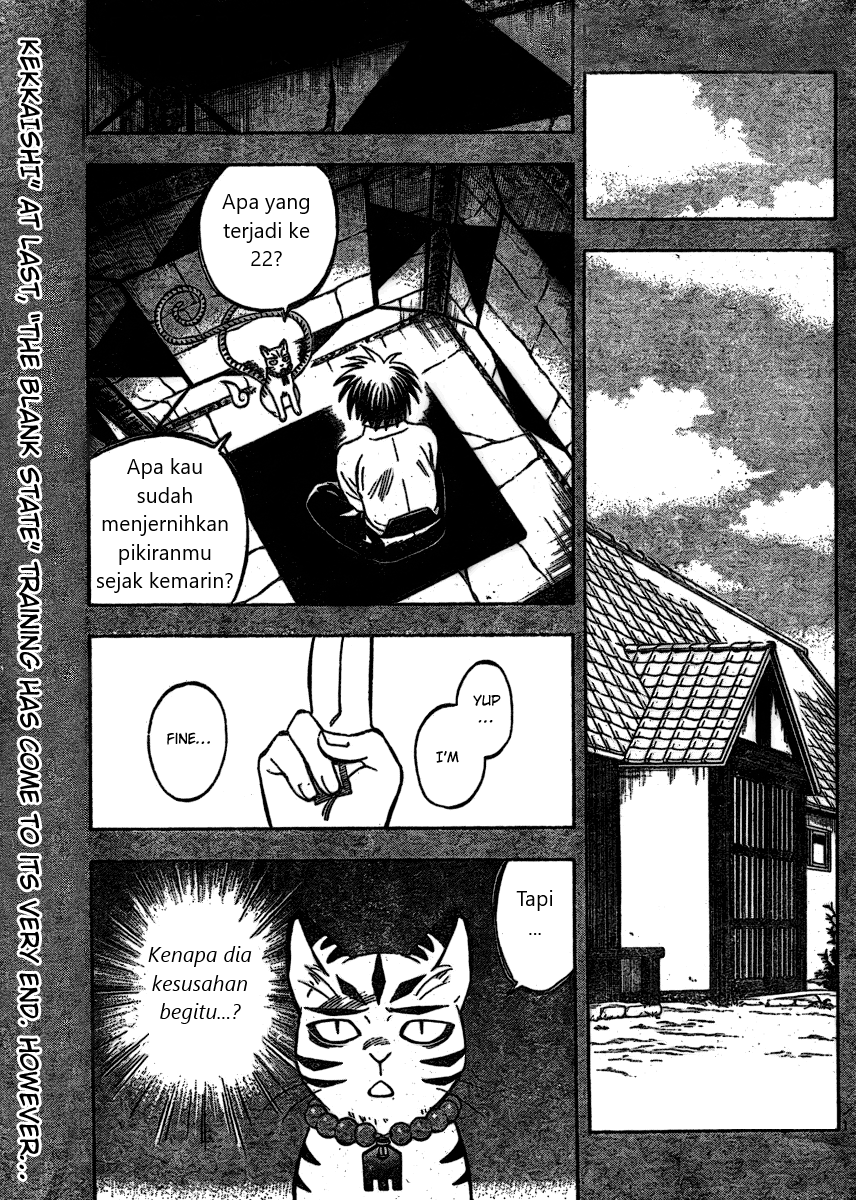 KEKKAISHI" AT LAST, "THE BLANK STATE" TRAINING HAS COME TO ITS VERY END. HOWEVER...
Apa yang
terjadi ke
22?
Apa kau
sudah
menjernihkan
pikiranmu
sejak kemarin?
YUP
...
I'M
FINE...
Tapi
...
Kenapa dia
kesusahan
begitu...?